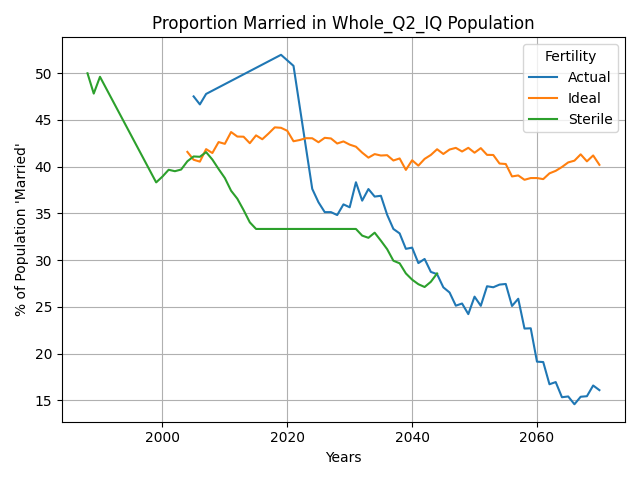 Proportion Married in Whole_Q2_IQ Population
% of Population 'Married'
50
45
40
35
30
25
20
15
Fertility
Actual
Ideal
Sterile
2000
2020
2040
2060
Years